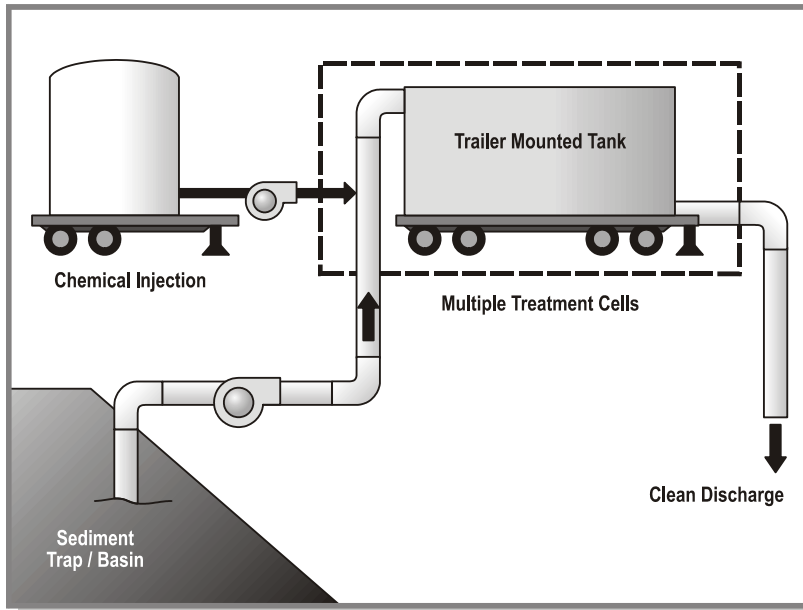 Trailer Mounted Tank
Chemical Injection
Multiple Treatment Cells
Clean Discharge
Sediment
Trap / Basin